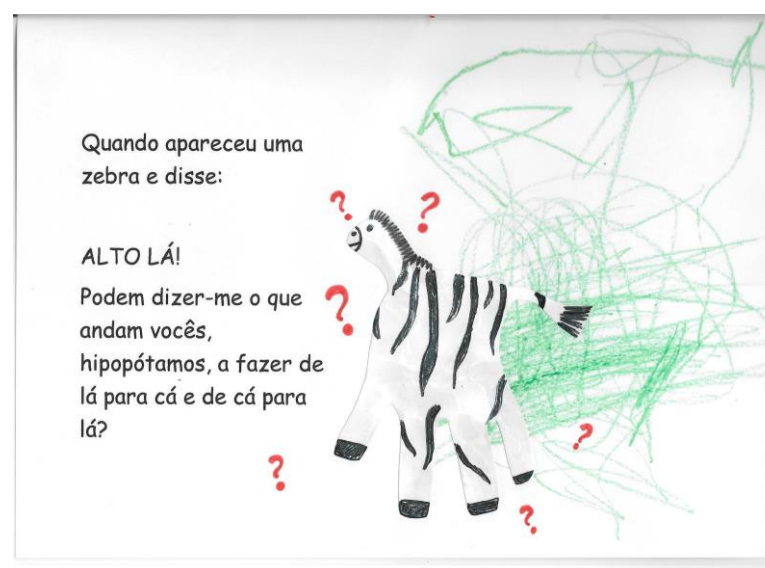 Quando apareceu uma
zebra e disse:
ALTO LÁ!
Podem dizer-me o que
andam vocês,
hipopótamos, a fazer de
lá para cá e de cá para
lá?
?
?
?
?
?
?